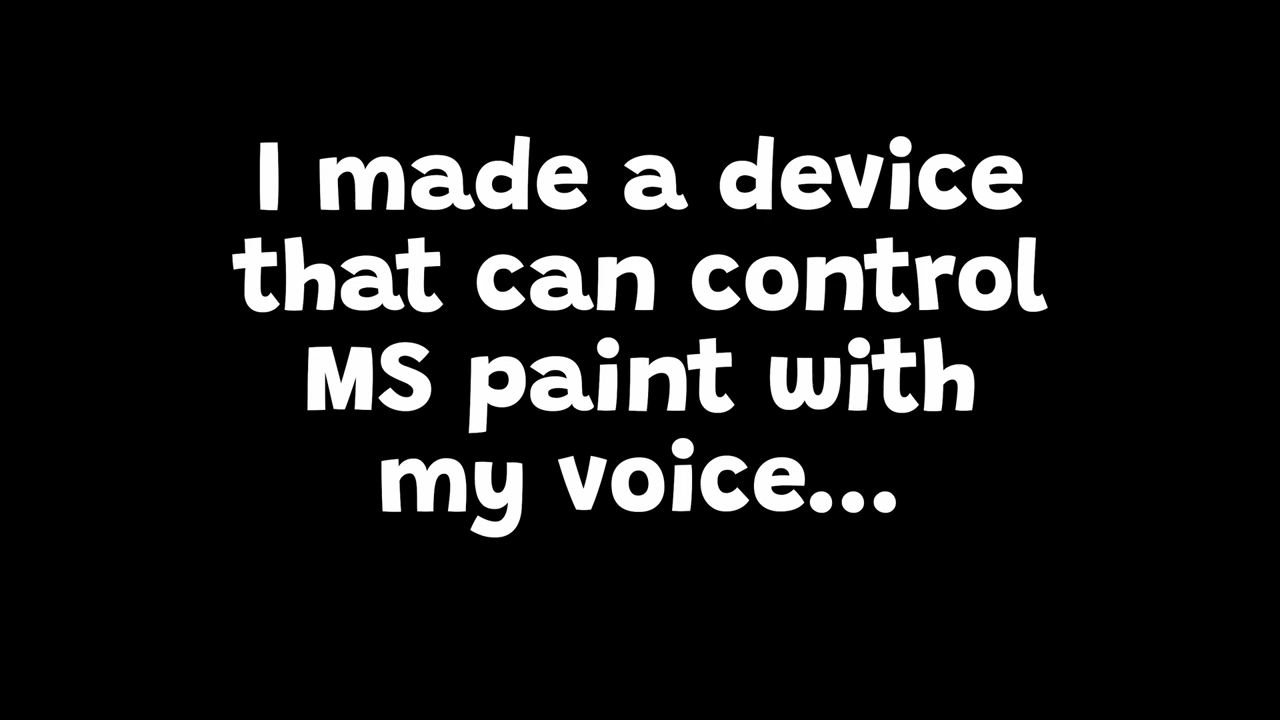 I made a device
that can control
MS paint with
my voice...